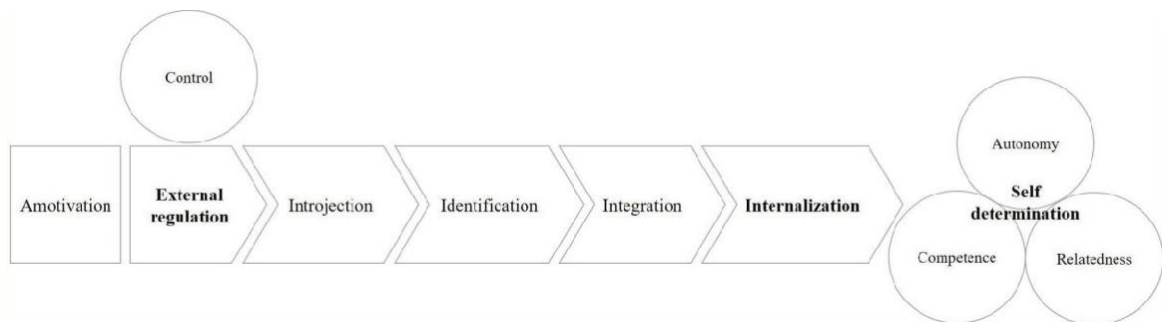 Control
Amotivation
External
regulation
Introjection
Identification
Integration
Internalization
Autonomy
Self
determination
Competence
Relatedness